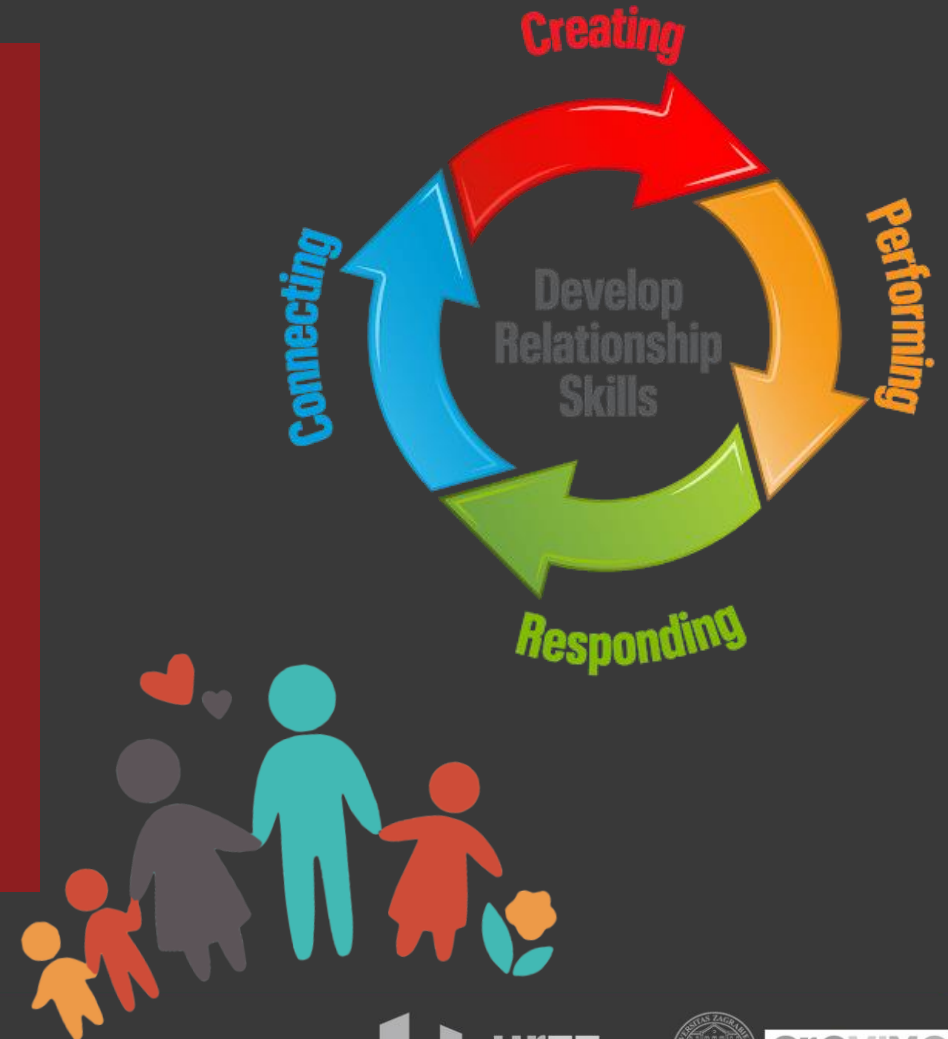 Creating
Performing
Develop
Relationship
Skills
Connecting
Responding